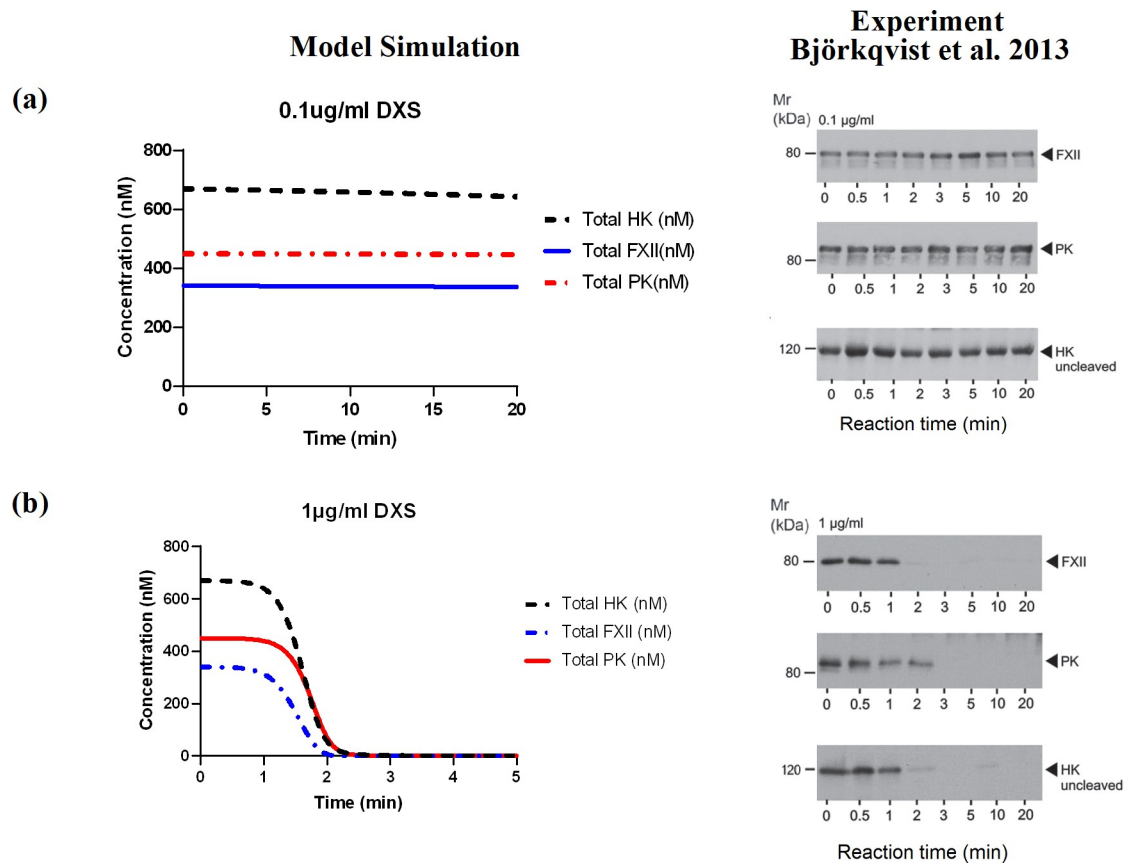 Model Simulation
Experiment
Björkqvist et al. 2013
(a)
0.1ug/ml DXS
800
600
400
200
0
Concentration (nM)
0 5 10 15 20
Time (min)
Total HK (nM)
Total FXII(nM)
Total PK(nM)
Mr
(kDa)
0.1 µg/ml
80
FXII
0 0.5 1 2 3 5 10 20
80
PK
0 0.5 1 2 3 5 10 20
120
HK
uncleaved
0 0.5 1 2 3 5 10 20
Reaction time (min)
(b)
1µg/ml DXS
800
600
400
200
0
Concentration (nM)
0 1 2 3 4 5
Time (min)
Total HK (nM)
Total FXII (nM)
Total PK (nM)
Mr
(kDa)
1 µg/ml
80
FXII
0 0.5 1 2 3 5 10 20
80
PK
0 0.5 1 2 3 5 10 20
120
HK
uncleaved
0 0.5 1 2 3 5 10 20
Reaction time (min)